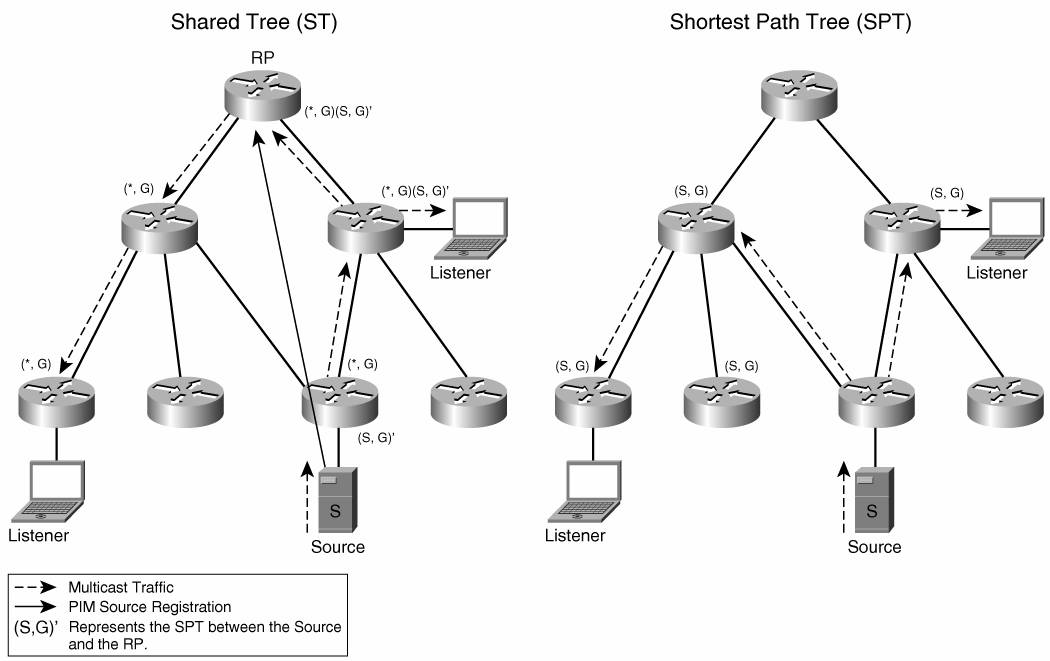 Shared Tree (ST)
Shortest Path Tree (SPT)
RP
(*, G)(S, G)'
(*, G)
(*, G)(S, G)'
Listener
(*, G)
(*, G)
(S, G)'
Listener
S
Source
(S, G)
(S, G)
Listener
(S, G)
(S, G)
Listener
S
Source
Multicast Traffic
PIM Source Registration
(S,G)' Represents the SPT between the Source
and the RP.